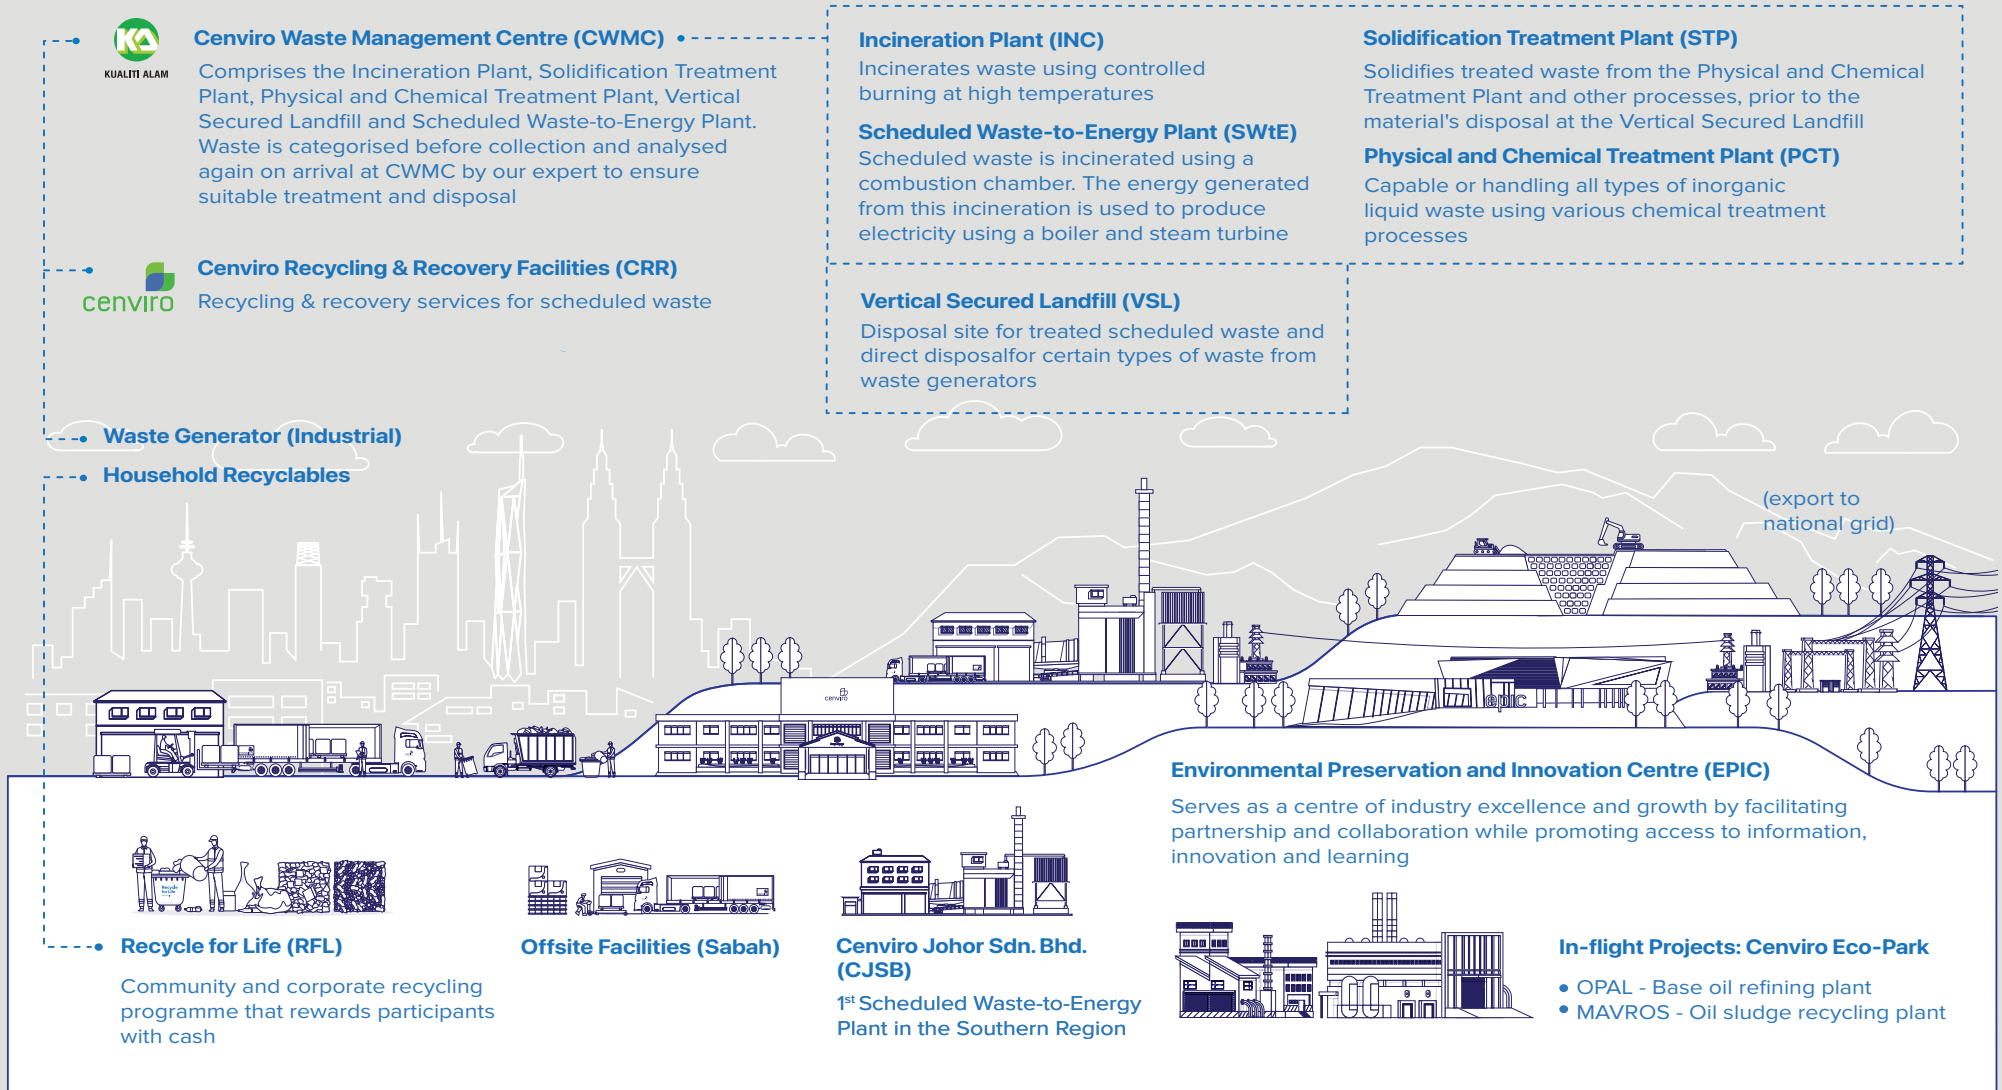 KUALITI ALAM
Cenviro Waste Management Centre (CWMC)
Comprises the Incineration Plant, Solidification Treatment
Plant, Physical and Chemical Treatment Plant, Vertical
Secured Landfill and Scheduled Waste-to-Energy Plant.
Waste is categorised before collection and analysed
again on arrival at CWMC by our expert to ensure
suitable treatment and disposal
cenviro
Cenviro Recycling & Recovery Facilities (CRR)
Recycling & recovery services for scheduled waste
Incineration Plant (INC)
Incinerates waste using controlled
burning at high temperatures
Scheduled Waste-to-Energy Plant (SWtE)
Scheduled waste is incinerated using a
combustion chamber. The energy generated
from this incineration is used to produce
electricity using a boiler and steam turbine
Solidification Treatment Plant (STP)
Solidifies treated waste from the Physical and Chemical
Treatment Plant and other processes, prior to the
material's disposal at the Vertical Secured Landfill
Physical and Chemical Treatment Plant (PCT)
Capable or handling all types of inorganic
liquid waste using various chemical treatment
processes
Vertical Secured Landfill (VSL)
Disposal site for treated scheduled waste and
direct disposalfor certain types of waste from
waste generators
Waste Generator (Industrial)
Household Recyclables
(export to
national grid)
cenviro
epic
Environmental Preservation and Innovation Centre (EPIC)
Serves as a centre of industry excellence and growth by facilitating
partnership and collaboration while promoting access to information,
innovation and learning
Recycle
for Life
Recycle for Life (RFL)
Community and corporate recycling
programme that rewards participants
with cash
Offsite Facilities (Sabah)
Cenviro Johor Sdn. Bhd.
(CJSB)
1st Scheduled Waste-to-Energy
Plant in the Southern Region
In-flight Projects: Cenviro Eco-Park
• OPAL - Base oil refining plant
• MAVROS - Oil sludge recycling plant